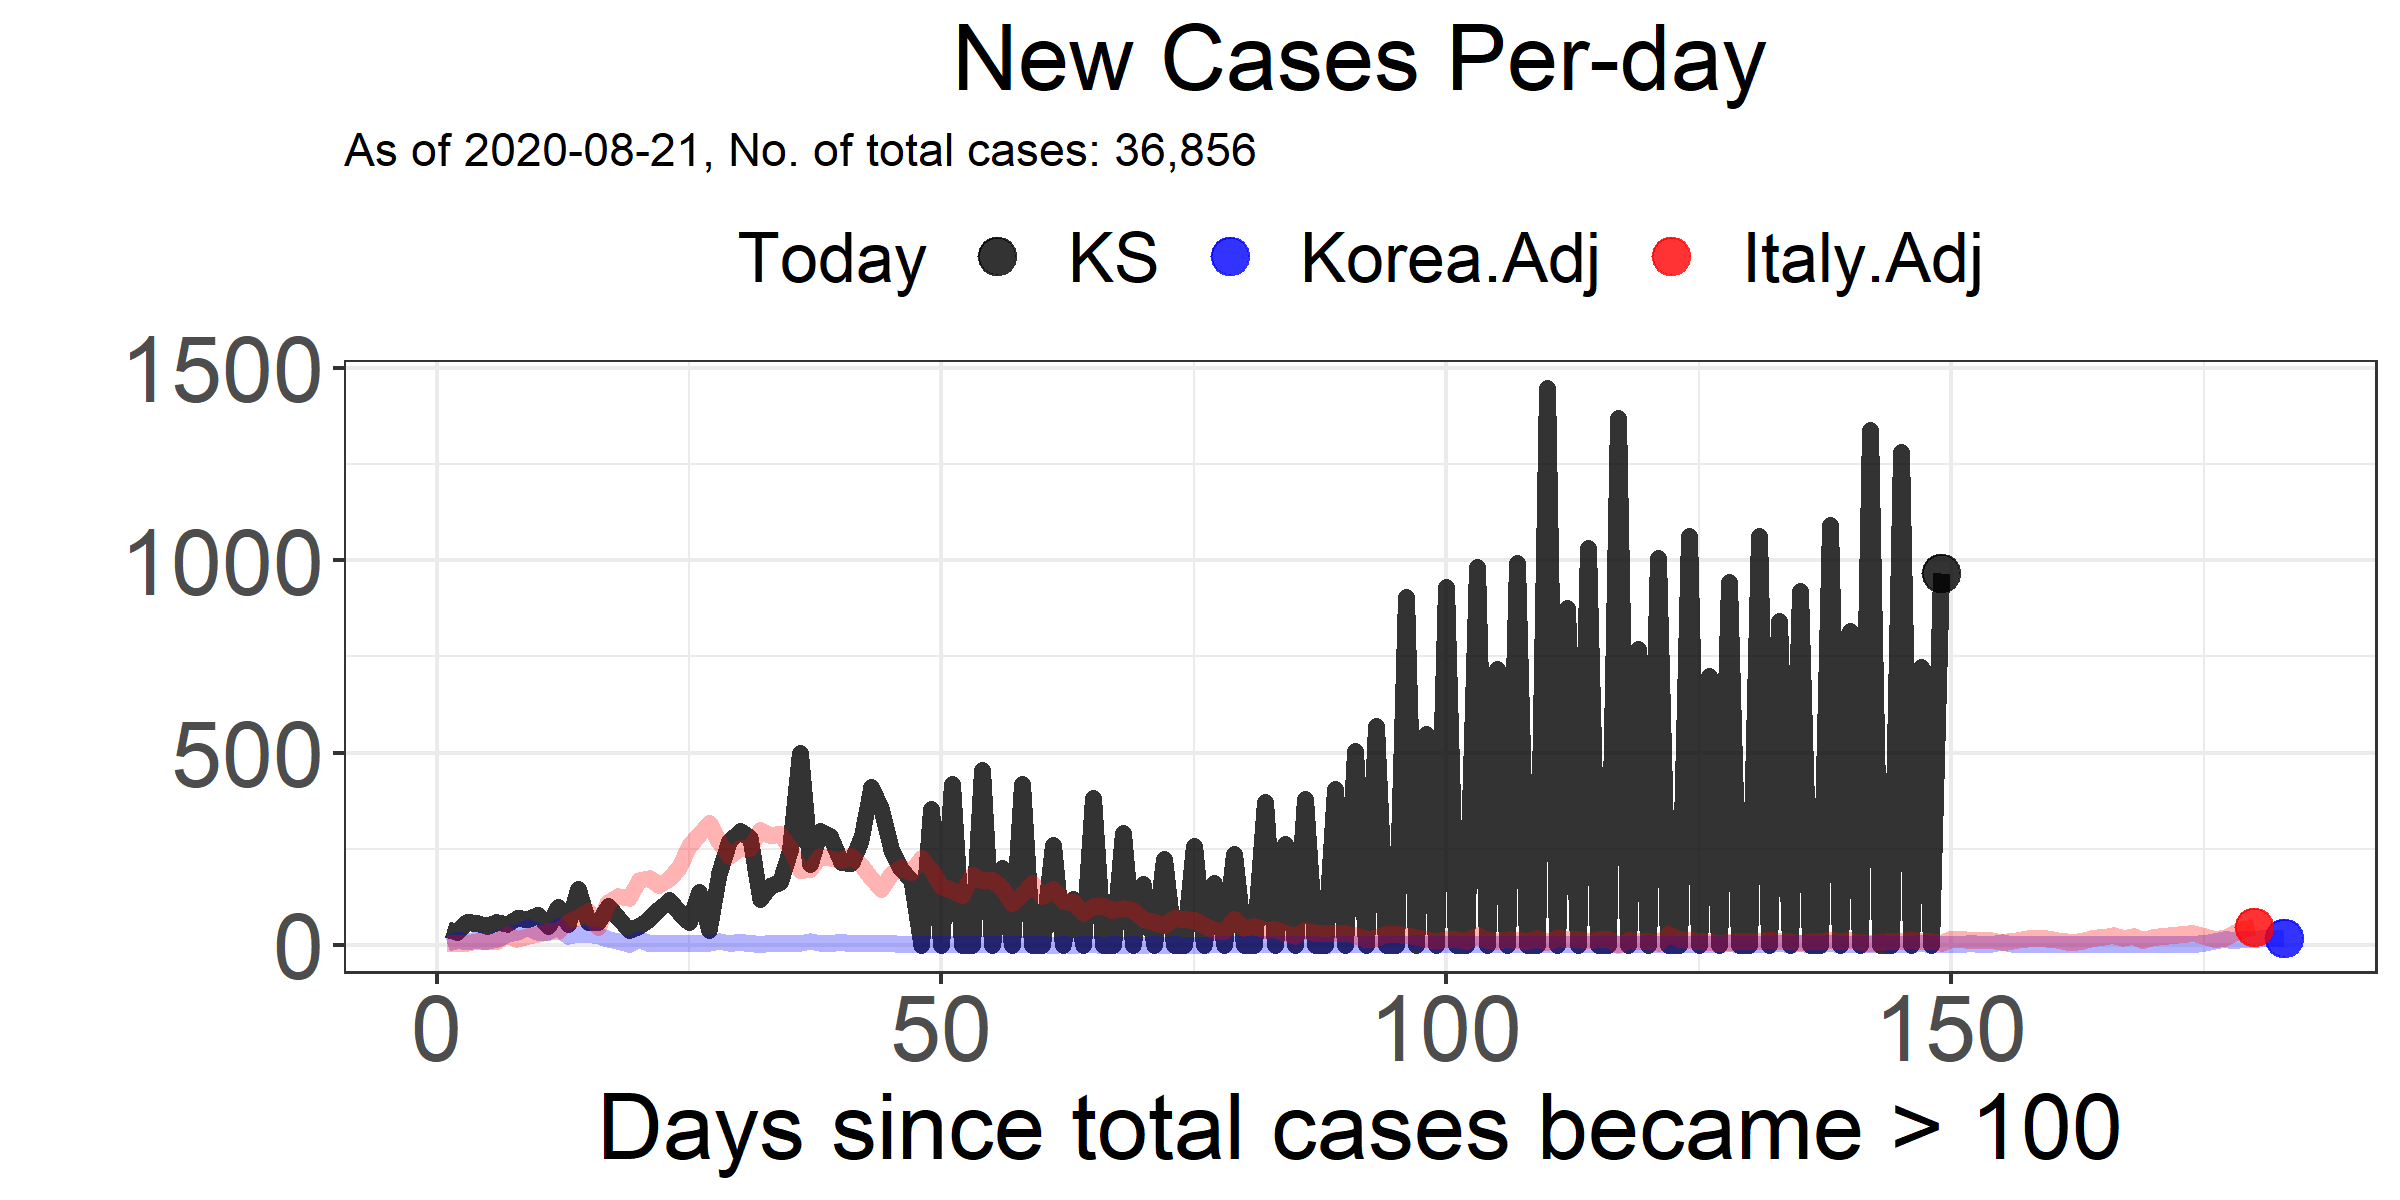 New Cases Per-day
As of 2020-08-21, No. of total cases: 36,856
Today KS Korea.Adj Italy.Adj
1500
1000
500
0
0 50 100 150
Days since total cases became > 100